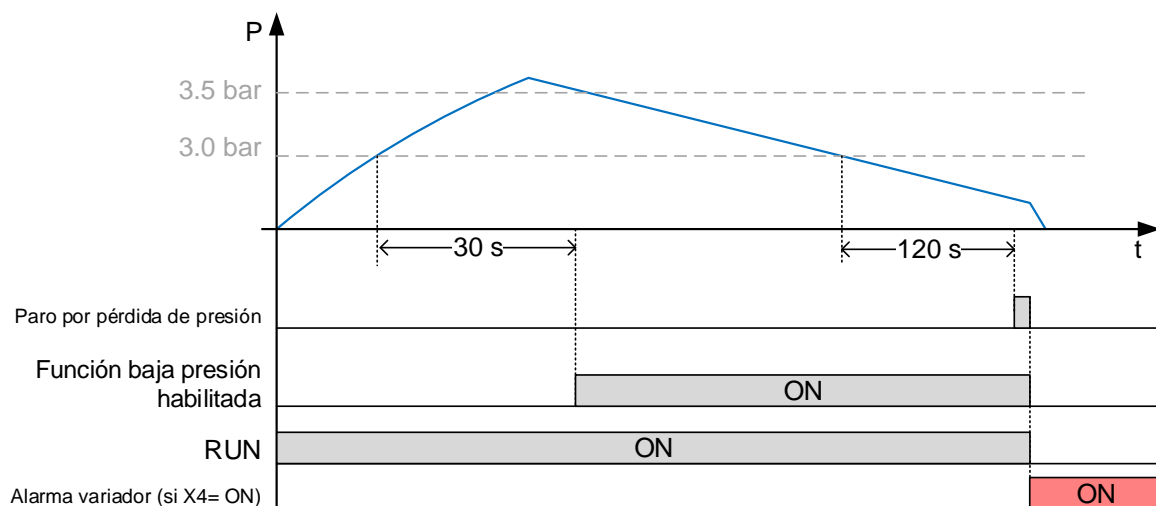 P
3.5 bar
3.0 bar
30 s
120 s
t
Paro por pérdida de presión
Función baja presión
habilitada
ON
RUN
ON
Alarma variador (si X4= ON)
ON